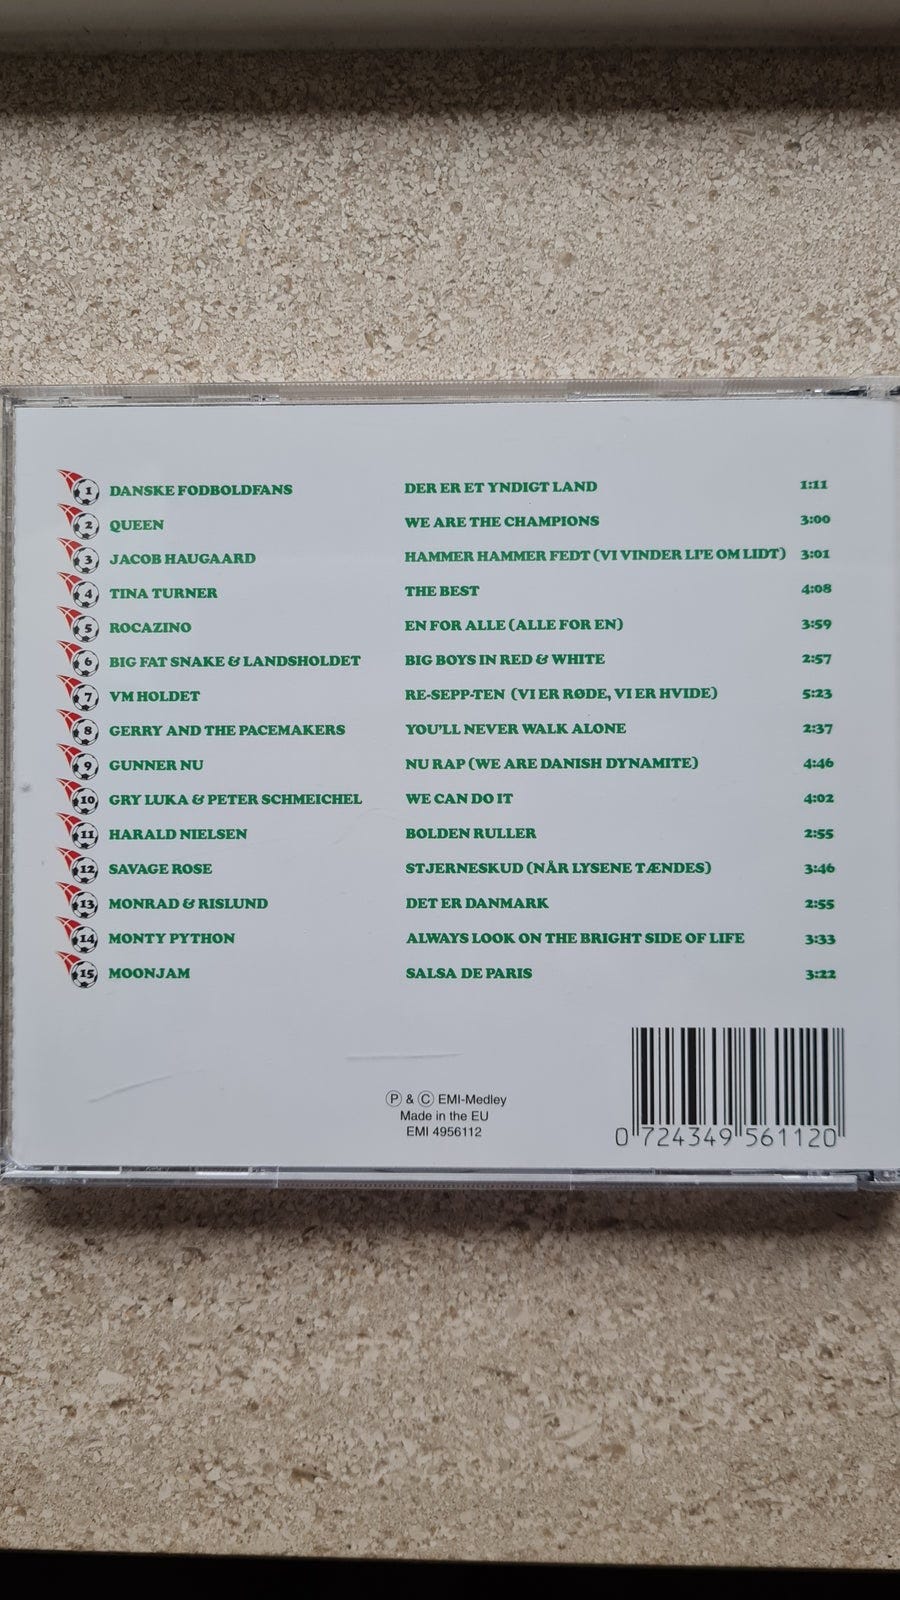 1 DANSKE FODBOLDFANS DER ER ET YNDIGT LAND 1:11
2 QUEEN WE ARE THE CHAMPIONS 3:00
3 JACOB HAUGAARD HAMMER HAMMER FEDT (VI VINDER LI'E OM LIDT) 3:01
4 TINA TURNER THE BEST 4:08
5 ROCAZINO EN FOR ALLE (ALLE FOR EN) 3:59
6 BIG FAT SNAKE & LANDSHOLDET BIG BOYS IN RED & WHITE 2:57
7 VM HOLDET RE-SEPP-TEN (VI ER RØDE, VI ER HVIDE) 5:23
8 GERRY AND THE PACEMAKERS YOU'LL NEVER WALK ALONE 2:37
9 GUNNER NU NU RAP (WE ARE DANISH DYNAMITE) 4:46
10 GRY LUKA & PETER SCHMEICHEL WE CAN DO IT 4:02
11 HARALD NIELSEN BOLDEN RULLER 2:55
12 SAVAGE ROSE STJERNESKUD (NÅR LYSENE TÆNDES) 3:46
13 MONRAD & RISLUND DET ER DANMARK 2:55
14 MONTY PYTHON ALWAYS LOOK ON THE BRIGHT SIDE OF LIFE 3:33
15 MOONJAM SALSA DE PARIS 3:22
Ⓟ & Ⓒ EMI-Medley
Made in the EU
EMI 4956112
0 724349 561120